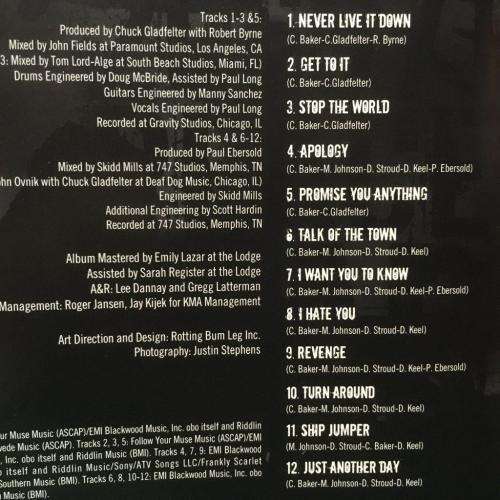 Tracks 1-3 &5:
Produced by Chuck Gladfelter with Robert Byrne
Mixed by John Fields at Paramount Studios, Los Angeles, CA
3: Mixed by Tom Lord-Alge at South Beach Studios, Miami, FL)
Drums Engineered by Doug McBride, Assisted by Paul Long
Guitars Engineered by Manny Sanchez
Vocals Engineered by Paul Long
Recorded at Gravity Studios, Chicago, IL
Tracks 4 & 6-12:
Produced by Paul Ebersold
Mixed by Skidd Mills at 747 Studios, Memphis, TN
hn Ovnik with Chuck Gladfelter at Deaf Dog Music, Chicago, IL)
Engineered by Skidd Mills
Additional Engineering by Scott Hardin
Recorded at 747 Studios, Memphis, TN
Album Mastered by Emily Lazar at the Lodge
Assisted by Sarah Register at the Lodge
A&R: Lee Dannay and Gregg Latterman
Management: Roger Jansen, Jay Kijek for KMA Management
Art Direction and Design: Rotting Bum Leg Inc.
Photography: Justin Stephens
our Muse Music (ASCAP)/EMI Blackwood Music, Inc. obo itself and Riddlin
wede Music (ASCAP). Tracks 2, 3, 5: Follow Your Muse Music (ASCAP)/EMI
, Inc. obo itself and Riddlin Music (BMI). Tracks 4, 7, 9: EMI Blackwood
o itself and Riddlin Music/Sony/ATV Songs LLC/Frankly Scarlet
Southern Music (BMI). Tracks 6, 8, 10-12: EMI Blackwood Music, Inc. obo
n Music (BMI)
1. NEVER LIVE IT DOWN
(C. Baker-C.Gladfelter-R. Byrne)
2. GET TO IT
(C. Baker-C.Gladfelter)
3. STOP THE WORLD
(C. Baker-C.Gladfelter)
4. APOLOGY
(C. Baker-M. Johnson-D. Stroud-D. Keel-P. Ebersold)
5. PROMISE YOU ANYTHING
(C. Baker-C.Gladfelter)
6. TALK OF THE TOWN
(C. Baker-M. Johnson-D. Stroud-D. Keel)
7. I WANT YOU TO KNOW
(C. Baker-M. Johnson-D. Stroud-D. Keel-P. Ebersold)
8. I HATE YOU
(C. Baker-M. Johnson-D. Stroud-D. Keel)
9. REVENGE
(C. Baker-M. Johnson-D. Stroud-D. Keel-P. Ebersold)
10. TURN AROUND
(C. Baker-M. Johnson-D. Stroud-D. Keel)
11. SHIP JUMPER
(M. Johnson-D. Stroud-C. Baker-D. Keel)
12. JUST ANOTHER DAY
(C. Baker-M. Johnson-D. Stroud-D. Keel)